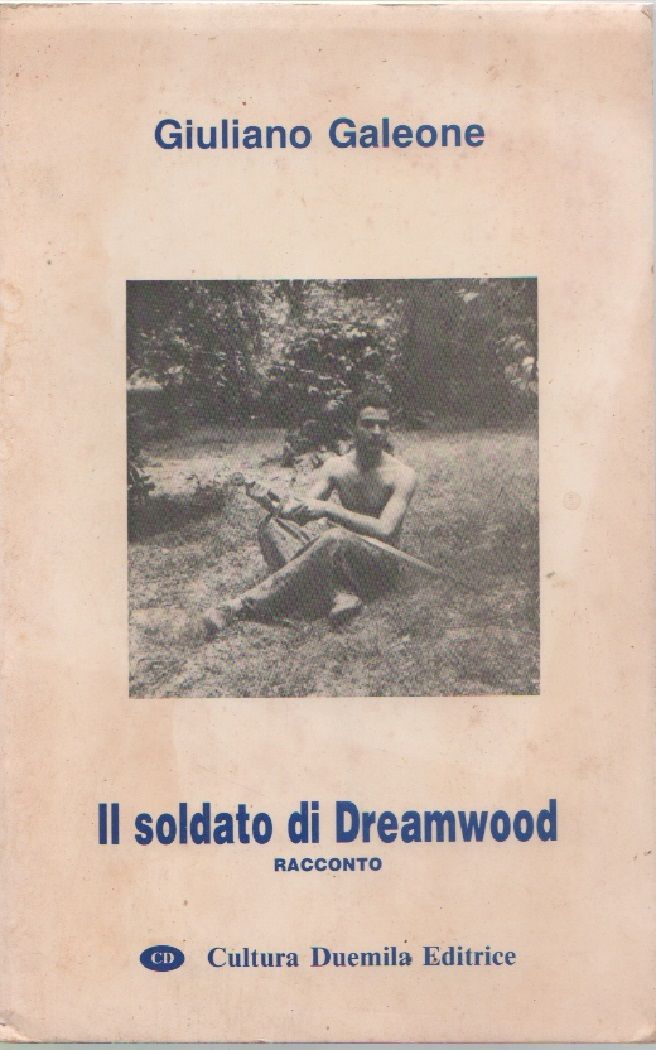 Giuliano Galeone
Il soldato di Dreamwood
RACCONTO
CD Cultura Duemila Editrice